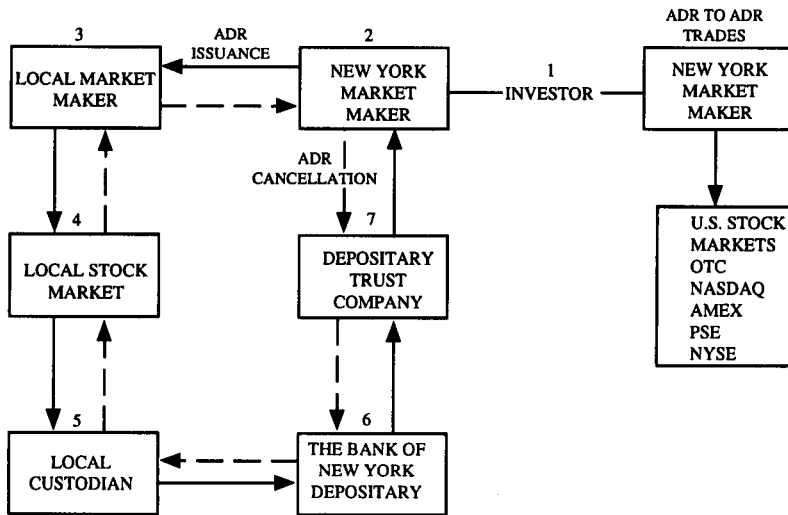 ADR TO ADR
TRADES
3
ADR
ISSUANCE
2
1
INVESTOR
LOCAL MARKET
MAKER
NEW YORK
MARKET
MAKER
NEW YORK
MARKET
MAKER
ADR
CANCELLATION
4
7
LOCAL STOCK
MARKET
DEPOSITARY
TRUST
COMPANY
U.S. STOCK
MARKETS
OTC
NASDAQ
AMEX
PSE
NYSE
5
6
LOCAL
CUSTODIAN
THE BANK OF
NEW YORK
DEPOSITARY